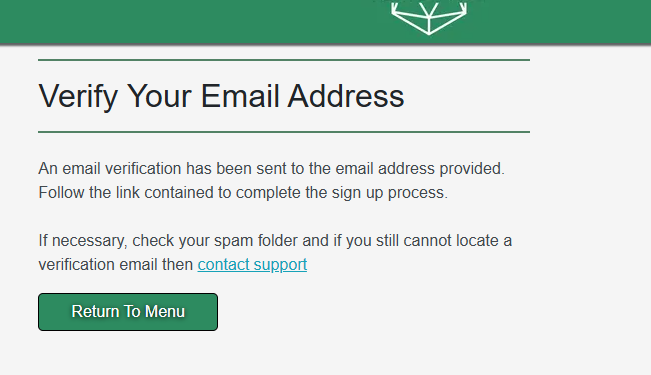 Verify Your Email Address
An email verification has been sent to the email address provided.
Follow the link contained to complete the sign up process.
If necessary, check your spam folder and if you still cannot locate a
verification email then contact support
Return To Menu